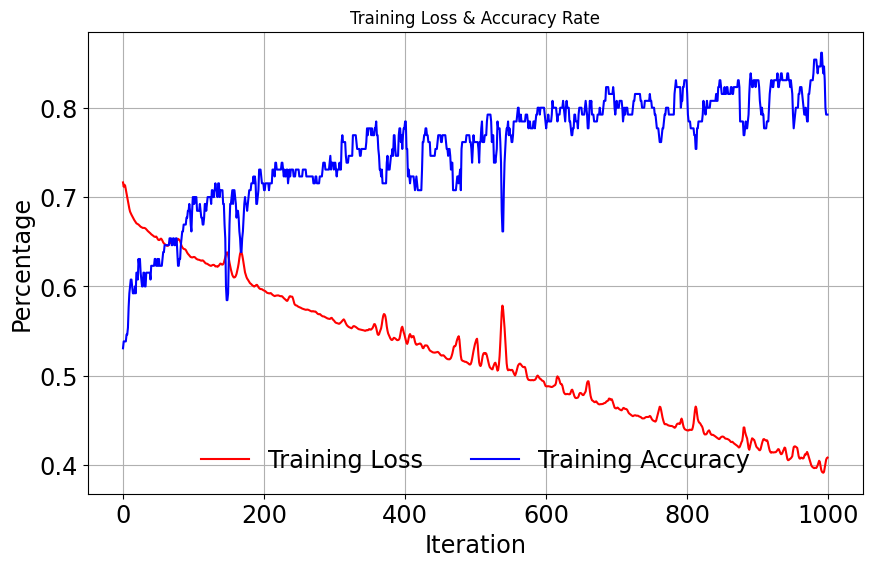 Training Loss & Accuracy Rate
Percentage
0.8
0.7
0.6
0.5
0.4
Training Loss
Training Accuracy
0
200
400
600
800
1000
Iteration